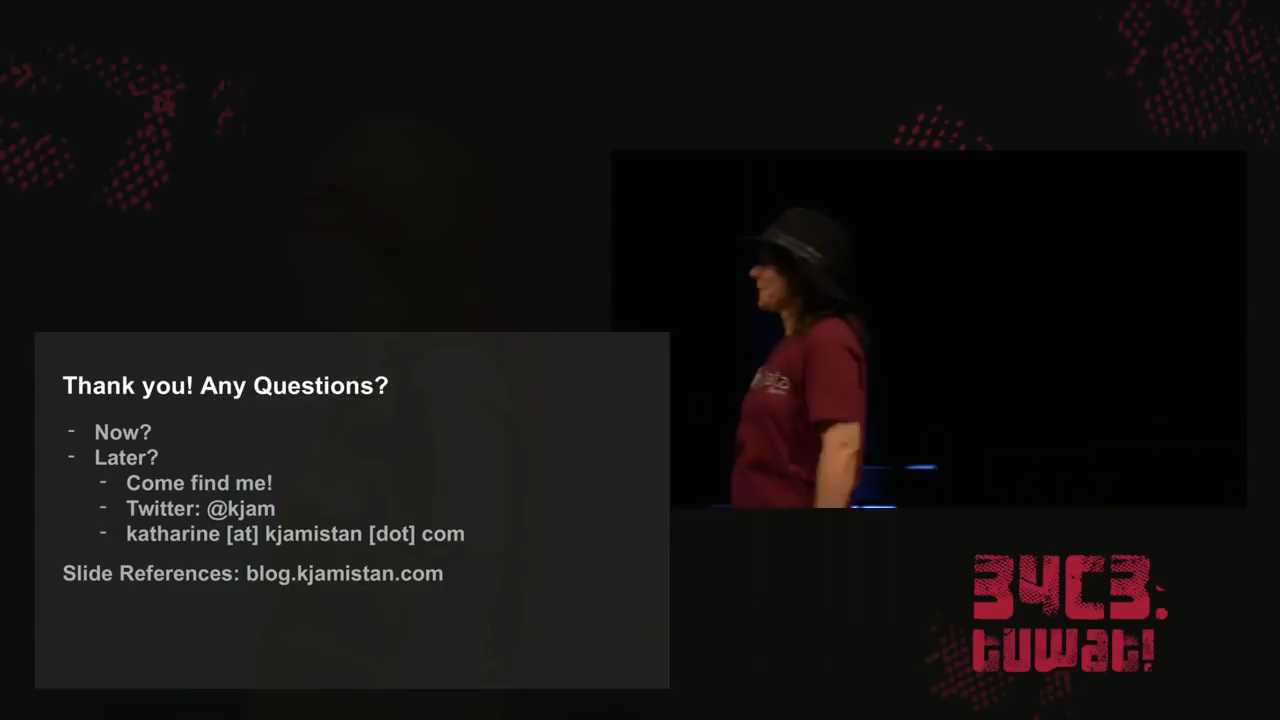 Thank you! Any Questions?
- Now?
- Later?
- Come find me!
- Twitter: @kjam
- katharine [at] kjamistan [dot] com
Slide References: blog.kjamistan.com
34C3.
tuwat!